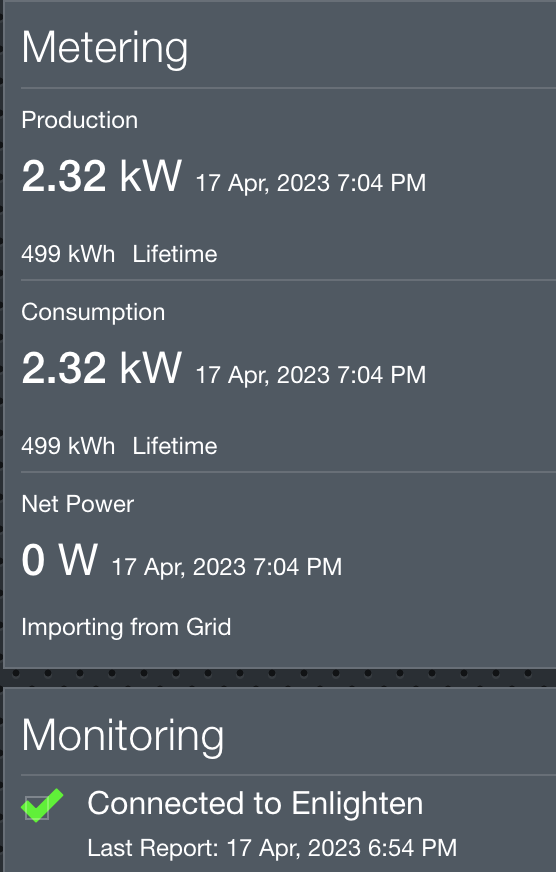 Metering
Production
2.32 kW 17 Apr, 2023 7:04 PM
499 kWh Lifetime
Consumption
2.32 kW 17 Apr, 2023 7:04 PM
499 kWh Lifetime
Net Power
0 W 17 Apr, 2023 7:04 PM
Importing from Grid
Monitoring
Connected to Enlighten
Last Report: 17 Apr, 2023 6:54 PM